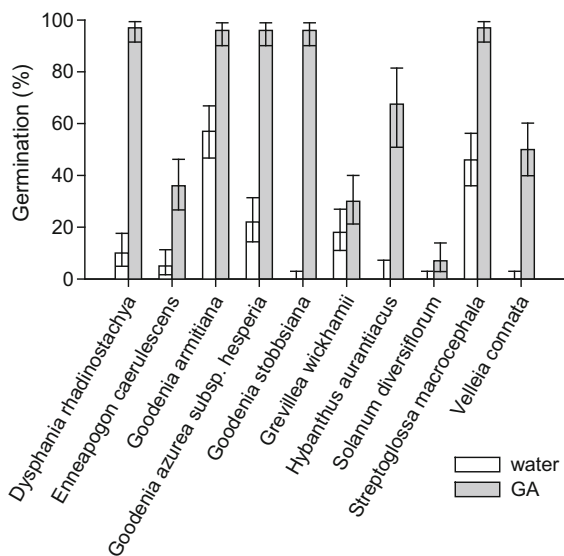 Germination (%)
100
80
60
40
20
0
Dysphania rhadinostachya
Enneapogon caerulescens
Goodenia armitiana
Goodenia azurea subsp. hesperia
Goodenia stobbsiana
Grevillea wickhamii
Hybanthus aurantiacus
Solanum diversiflorum
Streptoglossa macrocephala
Velleia connata
water
GA